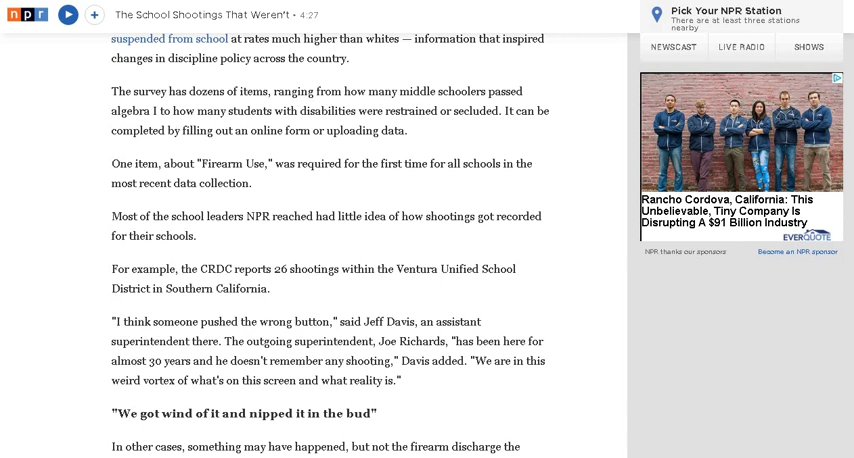 npr
The School Shootings That Weren't • 4:27
Pick Your NPR Station
There are at least three stations
nearby
NEWSCAST
LIVE RADIO
SHOWS
suspended from school at rates much higher than whites — information that inspired
changes in discipline policy across the country.
The survey has dozens of items, ranging from how many middle schoolers passed
algebra I to how many students with disabilities were restrained or secluded. It can be
completed by filling out an online form or uploading data.
One item, about "Firearm Use," was required for the first time for all schools in the
most recent data collection.
Most of the school leaders NPR reached had little idea of how shootings got recorded
for their schools.
For example, the CRDC reports 26 shootings within the Ventura Unified School
District in Southern California.
"I think someone pushed the wrong button," said Jeff Davis, an assistant
superintendent there. The outgoing superintendent, Joe Richards, "has been here for
almost 30 years and he doesn't remember any shooting," Davis added. "We are in this
weird vortex of what's on this screen and what reality is."
"We got wind of it and nipped it in the bud"
In other cases, something may have happened, but not the firearm discharge the
Rancho Cordova, California: This
Unbelievable, Tiny Company Is
Disrupting A $91 Billion Industry
EVERQUOTE
NPR thanks our sponsors
Become an NPR sponsor